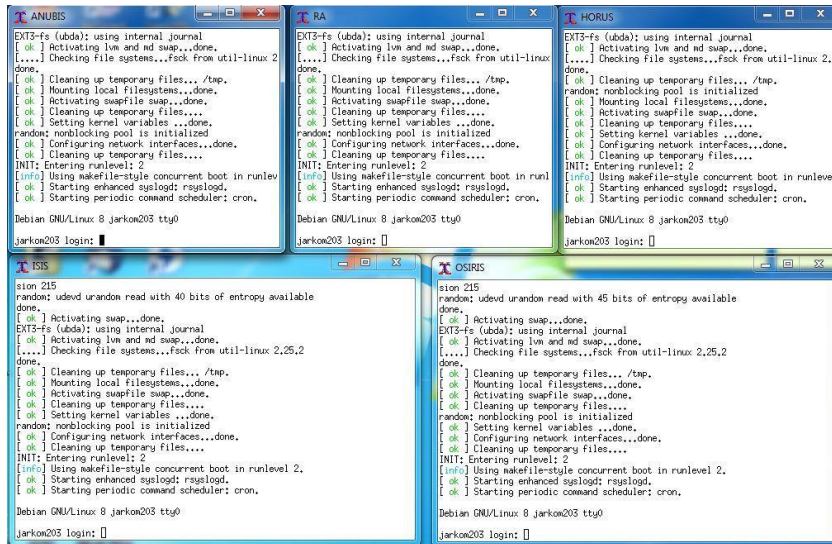 ANUBIS
EXT3-fs (ubda): using internal journal
[ ok ] Activating lvm and md swap...done.
[....] Checking file systems...fsck from util-linux 2
done.
[ ok ] Cleaning up temporary files... /tmp.
[ ok ] Mounting local filesystems...done.
[ ok ] Activating swapfile swap...done.
[ ok ] Cleaning up temporary files....
[ ok ] Setting kernel variables ...done.
random: nonblocking pool is initialized
[ ok ] Configuring network interfaces...done.
[ ok ] Cleaning up temporary files....
INIT: Entering runlevel: 2
[info] Using makefile-style concurrent boot in runlev
[ ok ] Starting enhanced syslogd: rsyslogd.
[ ok ] Starting periodic command scheduler: cron.
Debian GNU/Linux 8 jarkom203 tty0
jarkom203 login:
RA
EXT3-fs (ubda): using internal journal
[ ok ] Activating lvm and md swap...done.
[....] Checking file systems...fsck from util-linux
done.
[ ok ] Cleaning up temporary files... /tmp.
[ ok ] Mounting local filesystems...done.
[ ok ] Activating swapfile swap...done.
[ ok ] Cleaning up temporary files....
[ ok ] Setting kernel variables ...done.
random: nonblocking pool is initialized
[ ok ] Configuring network interfaces...done.
[ ok ] Cleaning up temporary files....
INIT: Entering runlevel: 2
[info] Using makefile-style concurrent boot in runl
[ ok ] Starting enhanced syslogd: rsyslogd.
[ ok ] Starting periodic command scheduler: cron.
Debian GNU/Linux 8 jarkom203 tty0
jarkom203 login:
HORUS
EXT3-fs (ubda): using internal journal
[ ok ] Activating lvm and md swap...done.
[....] Checking file systems...fsck from util-linux 2.
done.
[ ok ] Cleaning up temporary files... /tmp.
random: nonblocking pool is initialized
[ ok ] Mounting local filesystems...done.
[ ok ] Activating swapfile swap...done.
[ ok ] Cleaning up temporary files....
[ ok ] Setting kernel variables ...done.
[ ok ] Configuring network interfaces...done.
[ ok ] Cleaning up temporary files....
INIT: Entering runlevel: 2
[info] Using makefile-style concurrent boot in runleve
[ ok ] Starting enhanced syslogd: rsyslogd.
[ ok ] Starting periodic command scheduler: cron.
Debian GNU/Linux 8 jarkom203 tty0
jarkom203 login:
ISIS
sion 215
random: udevd urandom read with 40 bits of entropy available
done.
[ ok ] Activating swap...done.
EXT3-fs (ubda): using internal journal
[ ok ] Activating lvm and md swap...done.
[....] Checking file systems...fsck from util-linux 2.25.2
done.
[ ok ] Cleaning up temporary files... /tmp.
[ ok ] Mounting local filesystems...done.
[ ok ] Activating swapfile swap...done.
[ ok ] Cleaning up temporary files....
[ ok ] Setting kernel variables ...done.
random: nonblocking pool is initialized
[ ok ] Configuring network interfaces...done.
[ ok ] Cleaning up temporary files....
INIT: Entering runlevel: 2
[info] Using makefile-style concurrent boot in runlevel 2.
[ ok ] Starting enhanced syslogd: rsyslogd.
[ ok ] Starting periodic command scheduler: cron.
Debian GNU/Linux 8 jarkom203 tty0
jarkom203 login:
OSIRIS
sion 215
random: udevd urandom read with 45 bits of entropy available
done.
[ ok ] Activating swap...done.
EXT3-fs (ubda): using internal journal
[ ok ] Activating lvm and md swap...done.
[....] Checking file systems...fsck from util-linux 2.25.2
done.
[ ok ] Cleaning up temporary files... /tmp.
[ ok ] Mounting local filesystems...done.
[ ok ] Activating swapfile swap...done.
[ ok ] Cleaning up temporary files....
random: nonblocking pool is initialized
[ ok ] Setting kernel variables ...done.
[ ok ] Configuring network interfaces...done.
[ ok ] Cleaning up temporary files....
INIT: Entering runlevel: 2
[info] Using makefile-style concurrent boot in runlevel 2.
[ ok ] Starting enhanced syslogd: rsyslogd.
[ ok ] Starting periodic command scheduler: cron.
Debian GNU/Linux 8 jarkom203 tty0
jarkom203 login: